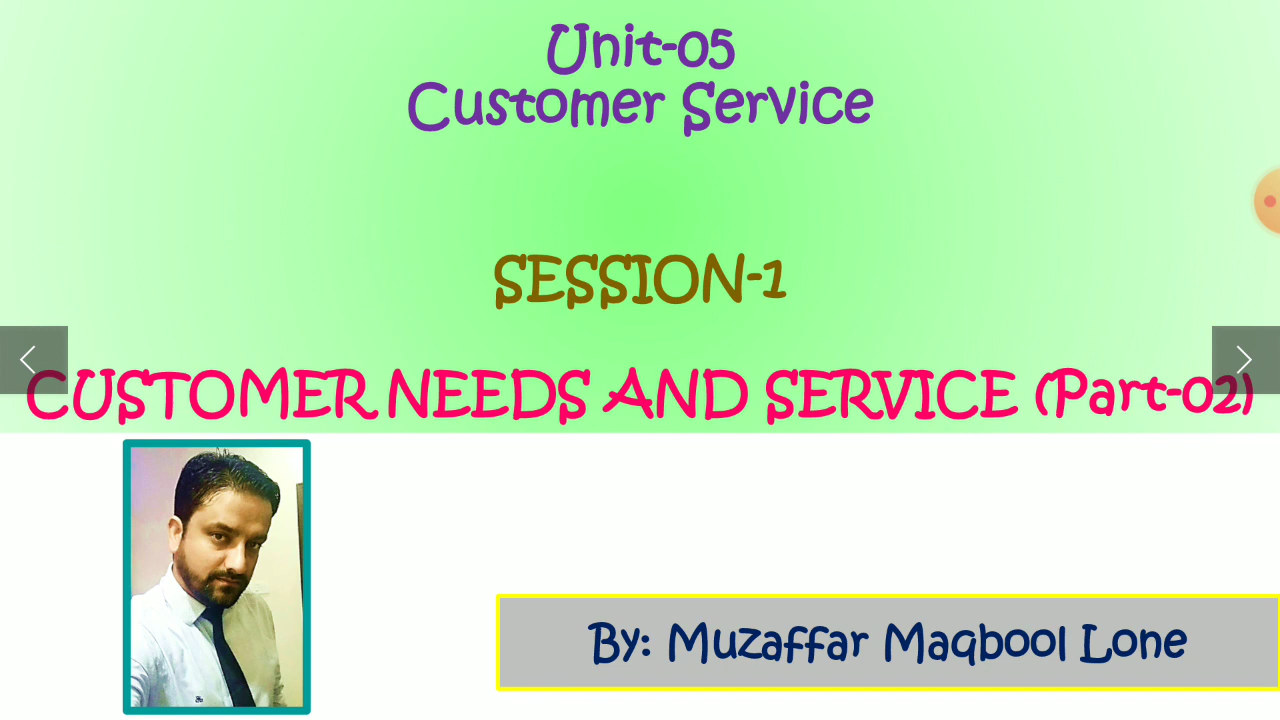 Unit-05
Customer Service
SESSION-1
CUSTOMER NEEDS AND SERVICE (Part-02)
By: Muzaffar Maqbool Lone